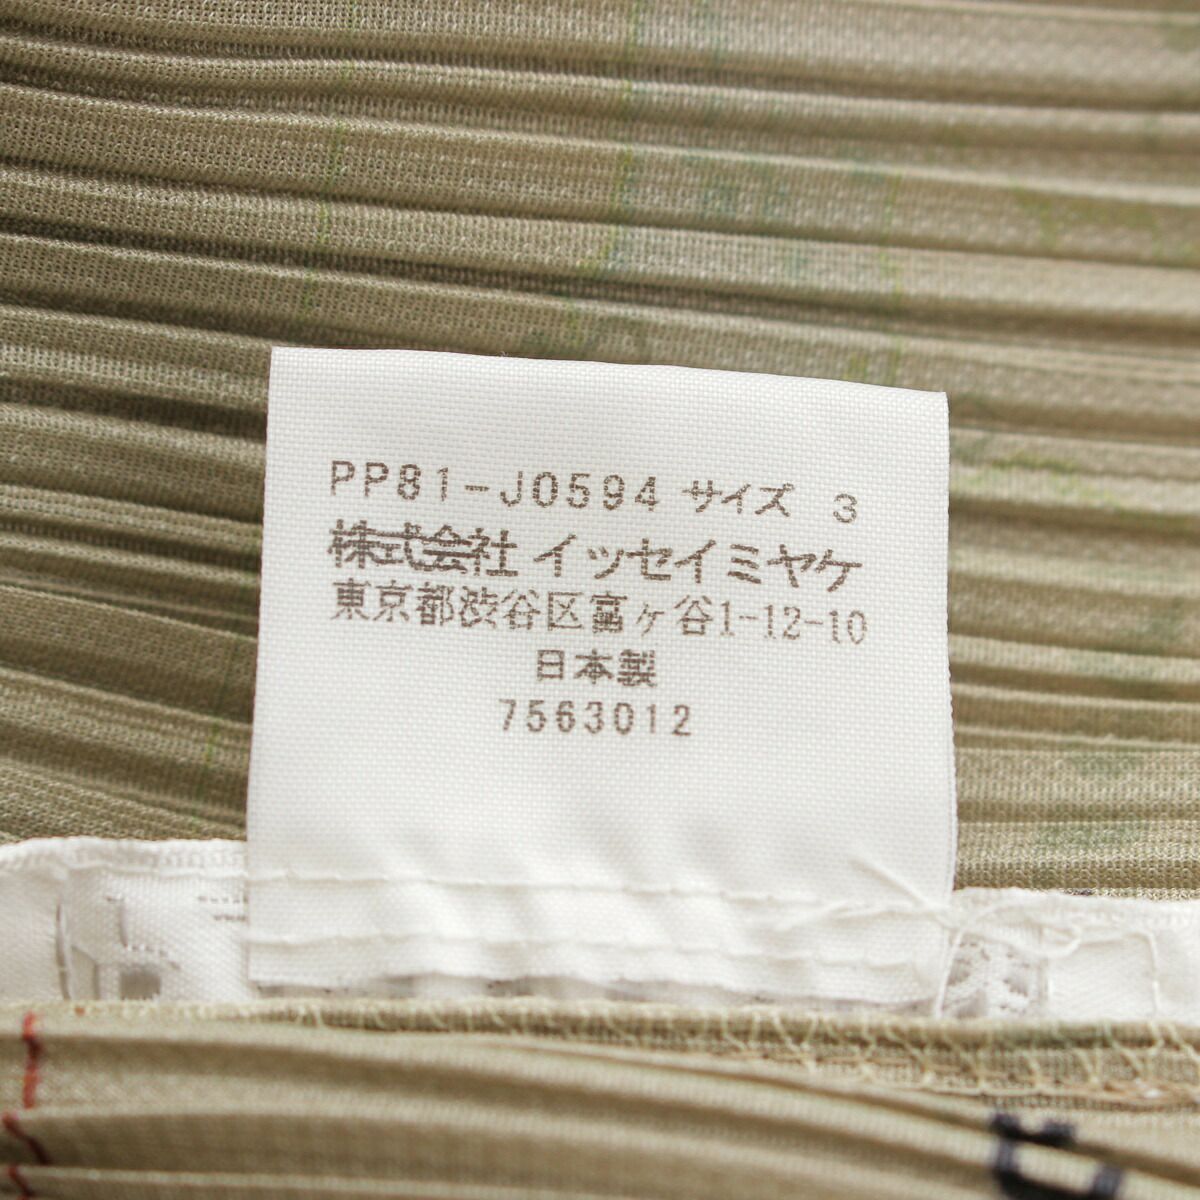 PP81-J0594 サイズ 3
株式会社 イッセイミヤケ
東京都渋谷区富ヶ谷1-12-10
日本製
7563012